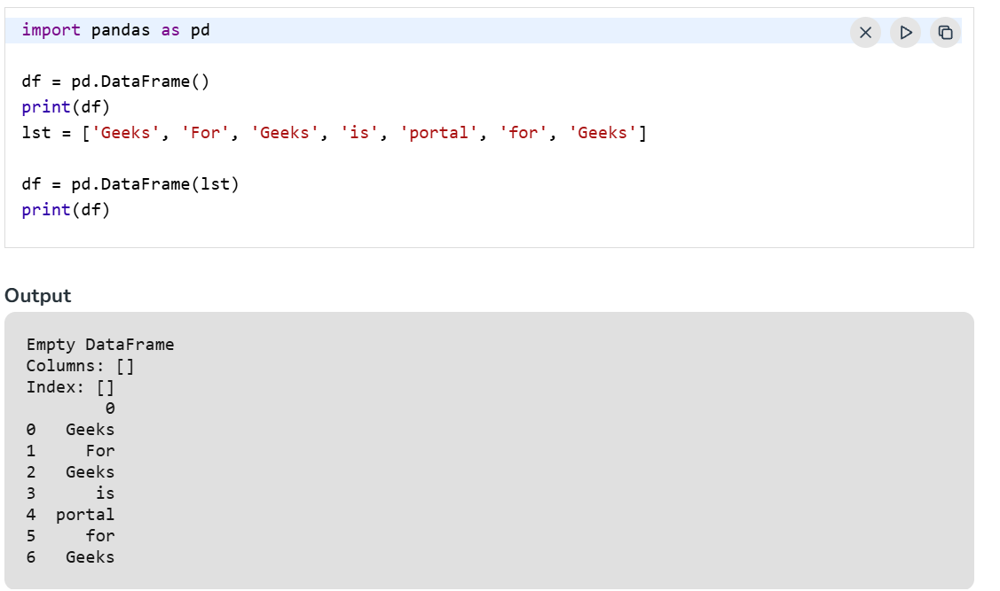 import pandas as pd
df = pd.DataFrame()
print(df)
lst = ['Geeks', 'For', 'Geeks', 'is', 'portal', 'for', 'Geeks']
df = pd.DataFrame(lst)
print(df)
Output
Empty DataFrame
Columns: []
Index: []
         0
0   Geeks
1     For
2   Geeks
3      is
4  portal
5     for
6   Geeks